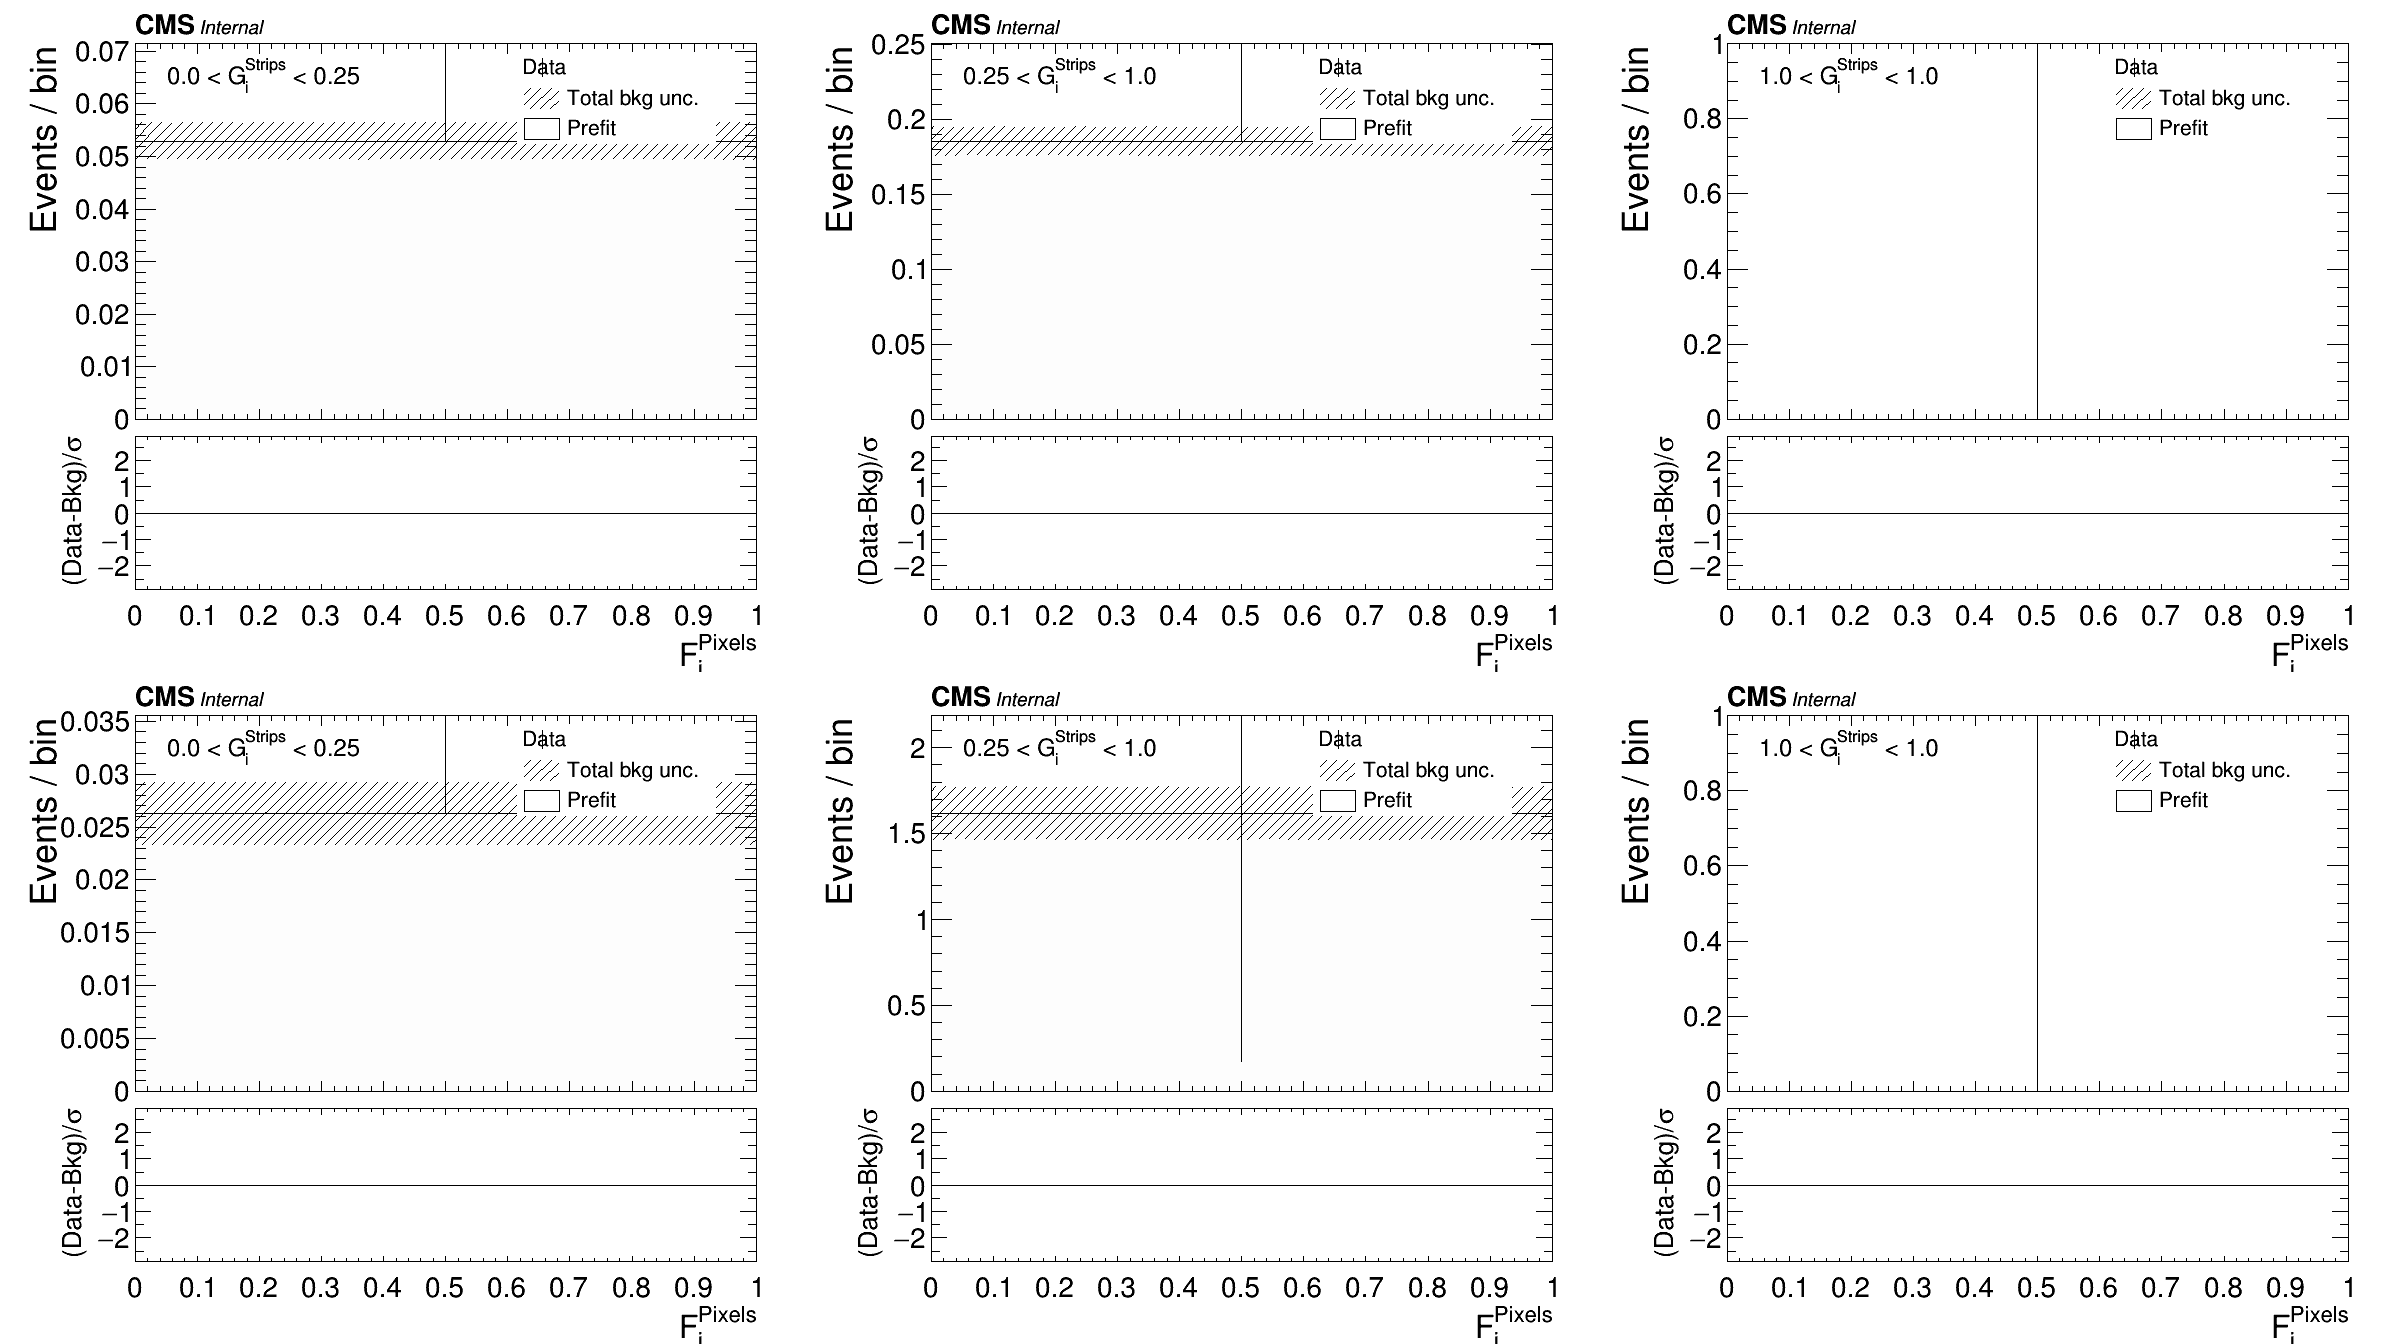 CMS Internal
Events / bin
0.0 < G_i^Strips < 0.25
Data
Total bkg unc.
Prefit
0.07
0.06
0.05
0.04
0.03
0.02
0.01
0
(Data-Bkg)/σ
2
1
0
−1
−2
0 0.1 0.2 0.3 0.4 0.5 0.6 0.7 0.8 0.9 1
F_i^Pixels
CMS Internal
Events / bin
0.25 < G_i^Strips < 1.0
Data
Total bkg unc.
Prefit
0.25
0.2
0.15
0.1
0.05
0
(Data-Bkg)/σ
2
1
0
−1
−2
0 0.1 0.2 0.3 0.4 0.5 0.6 0.7 0.8 0.9 1
F_i^Pixels
CMS Internal
Events / bin
1.0 < G_i^Strips < 1.0
Data
Total bkg unc.
Prefit
1
0.8
0.6
0.4
0.2
0
(Data-Bkg)/σ
2
1
0
−1
−2
0 0.1 0.2 0.3 0.4 0.5 0.6 0.7 0.8 0.9 1
F_i^Pixels
CMS Internal
Events / bin
0.0 < G_i^Strips < 0.25
Data
Total bkg unc.
Prefit
0.035
0.03
0.025
0.02
0.015
0.01
0.005
0
(Data-Bkg)/σ
2
1
0
−1
−2
0 0.1 0.2 0.3 0.4 0.5 0.6 0.7 0.8 0.9 1
F_i^Pixels
CMS Internal
Events / bin
0.25 < G_i^Strips < 1.0
Data
Total bkg unc.
Prefit
2
1.5
1
0.5
0
(Data-Bkg)/σ
2
1
0
−1
−2
0 0.1 0.2 0.3 0.4 0.5 0.6 0.7 0.8 0.9 1
F_i^Pixels
CMS Internal
Events / bin
1.0 < G_i^Strips < 1.0
Data
Total bkg unc.
Prefit
1
0.8
0.6
0.4
0.2
0
(Data-Bkg)/σ
2
1
0
−1
−2
0 0.1 0.2 0.3 0.4 0.5 0.6 0.7 0.8 0.9 1
F_i^Pixels